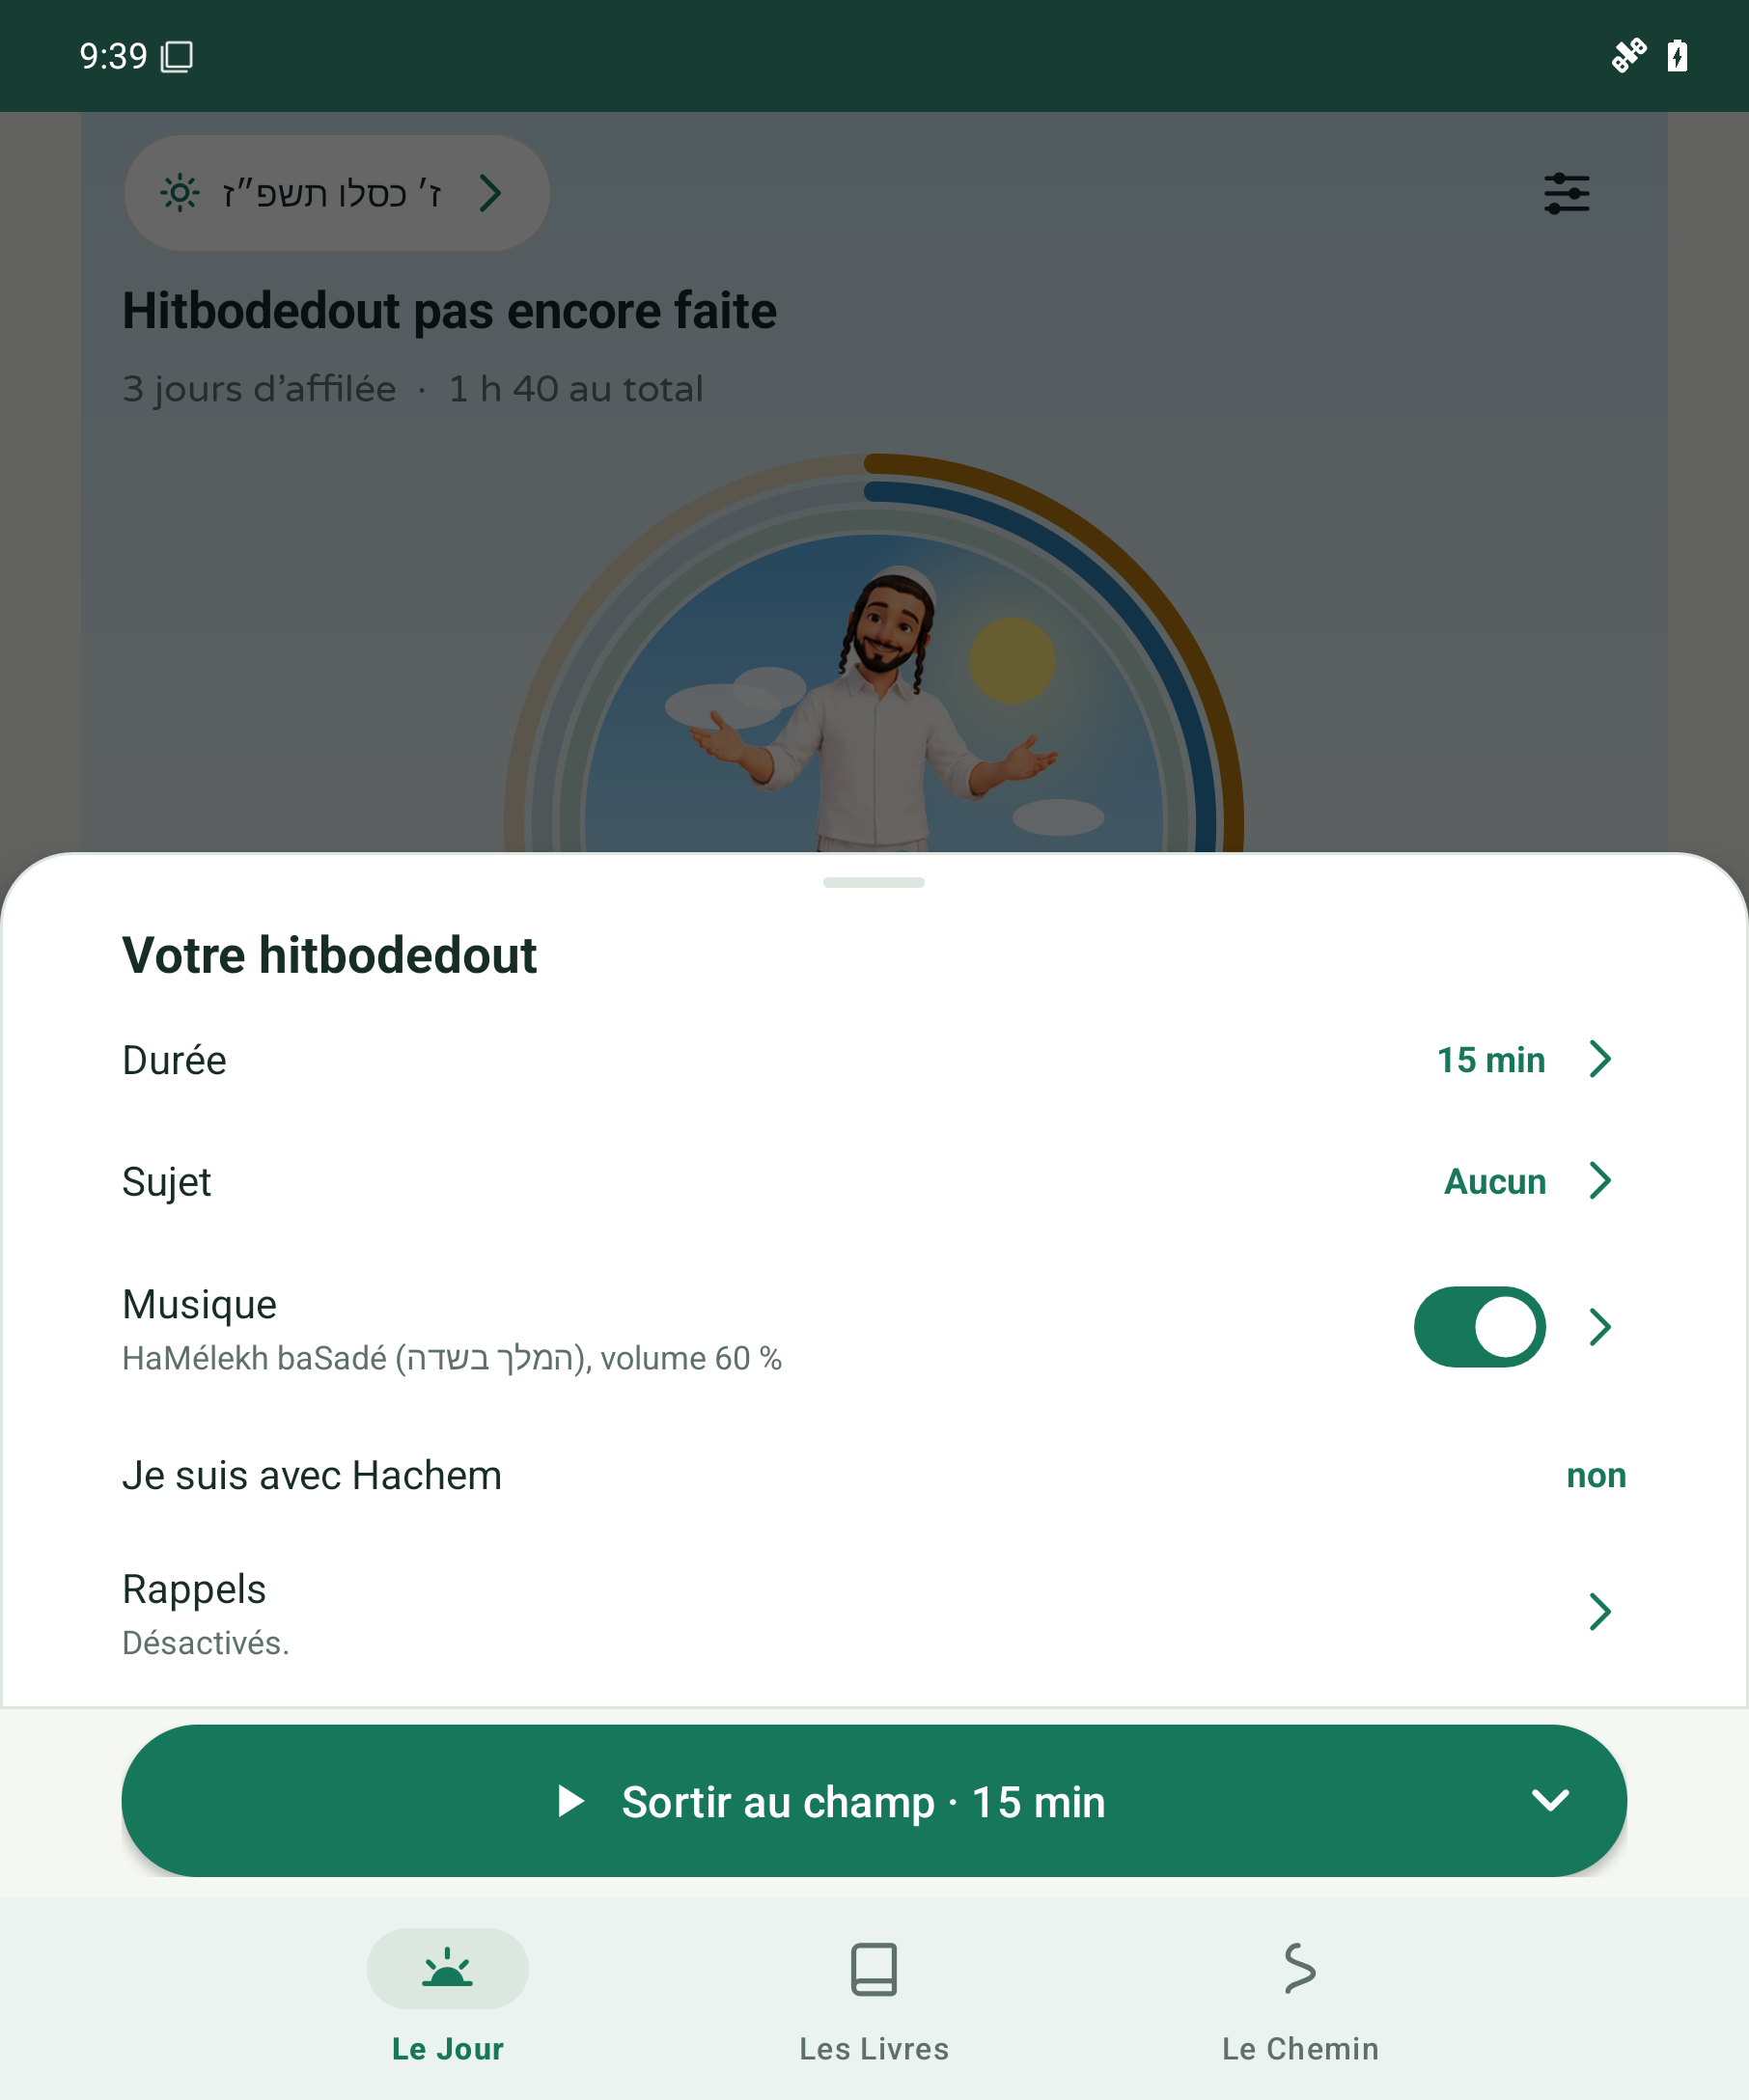 9:39
ז׳ כסלו תשפ״ז
Hitbodedout pas encore faite
3 jours d’affilée · 1 h 40 au total
Votre hitbodedout
Durée 15 min
Sujet Aucun
Musique
HaMélekh baSadé (המלך בשדה), volume 60 %
Je suis avec Hachem non
Rappels
Désactivés.
Sortir au champ · 15 min
Le Jour Les Livres Le Chemin